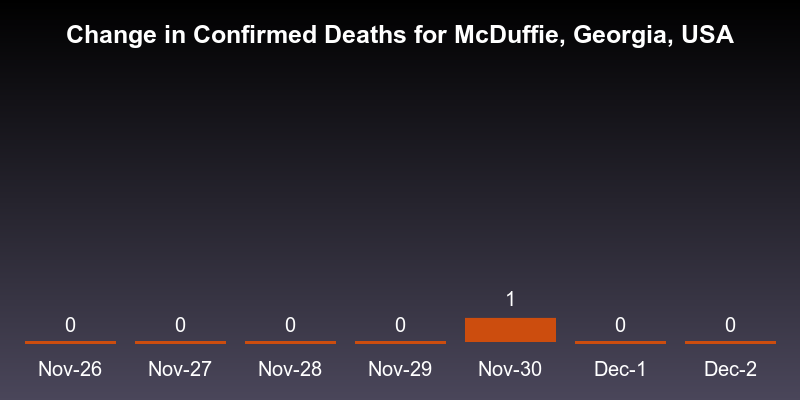 Change in Confirmed Deaths for McDuffie, Georgia, USA
0 0 0 0 1 0 0
Nov-26 Nov-27 Nov-28 Nov-29 Nov-30 Dec-1 Dec-2